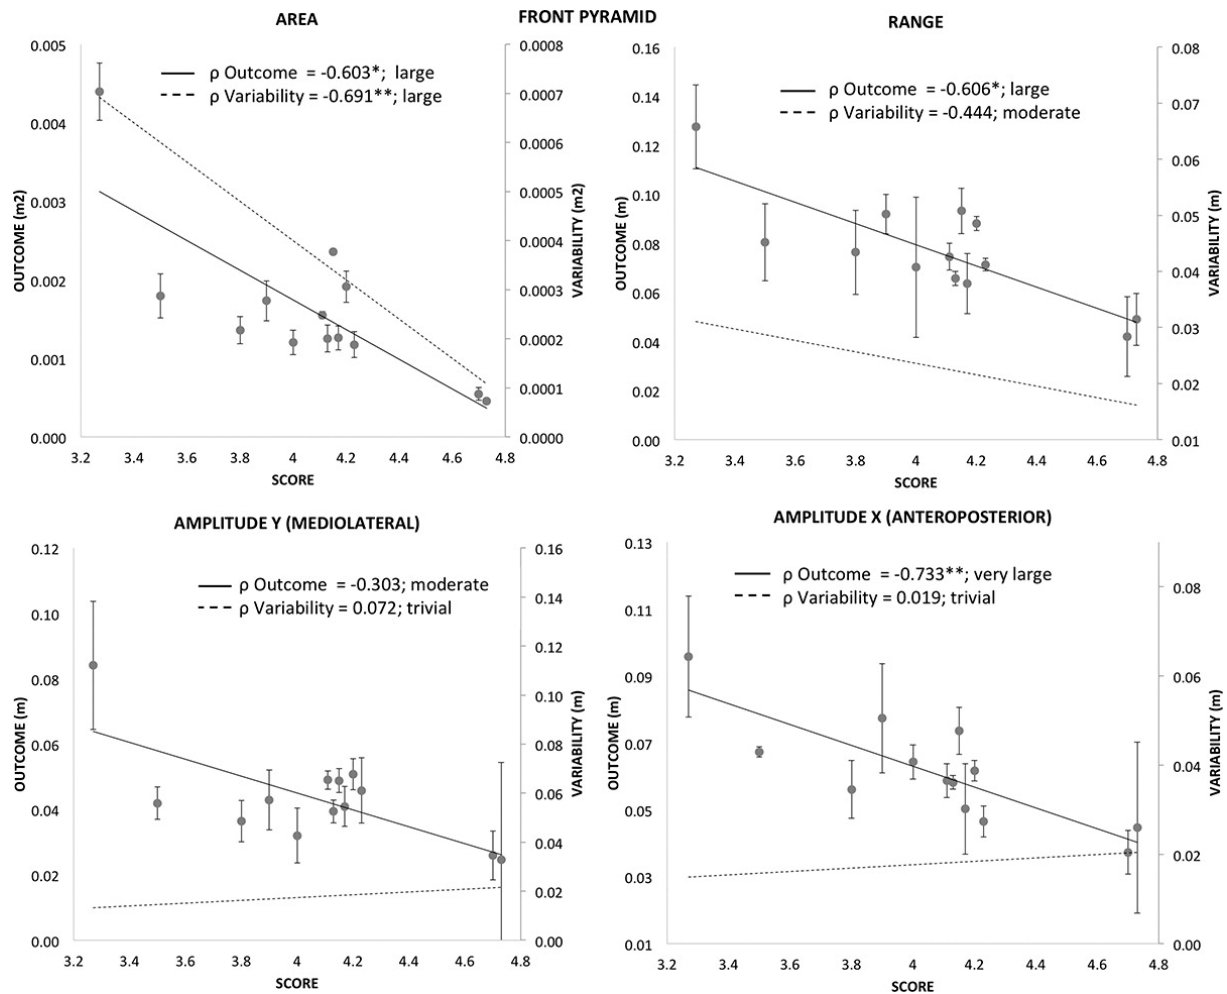 FRONT PYRAMID
AREA
ρ Outcome = -0.603*; large
ρ Variability = -0.691**; large
OUTCOME (m2)
0.005
0.004
0.003
0.002
0.001
0.000
VARIABILITY (m2)
0.0008
0.0007
0.0006
0.0005
0.0004
0.0003
0.0002
0.0001
0.0000
3.2 3.4 3.6 3.8 4 4.2 4.4 4.6 4.8
SCORE
RANGE
ρ Outcome = -0.606*; large
ρ Variability = -0.444; moderate
OUTCOME (m)
0.16
0.14
0.12
0.10
0.08
0.06
0.04
0.02
0.00
VARIABILITY (m)
0.08
0.07
0.06
0.05
0.04
0.03
0.02
0.01
3.2 3.4 3.6 3.8 4 4.2 4.4 4.6 4.8
SCORE
AMPLITUDE Y (MEDIOLATERAL)
ρ Outcome = -0.303; moderate
ρ Variability = 0.072; trivial
OUTCOME (m)
0.12
0.10
0.08
0.06
0.04
0.02
0.00
VARIABILITY (m)
0.16
0.14
0.12
0.10
0.08
0.06
0.04
0.02
0.00
3.2 3.4 3.6 3.8 4 4.2 4.4 4.6 4.8
SCORE
AMPLITUDE X (ANTEROPOSTERIOR)
ρ Outcome = -0.733**; very large
ρ Variability = 0.019; trivial
OUTCOME (m)
0.13
0.11
0.09
0.07
0.05
0.03
0.01
VARIABILITY (m)
0.08
0.06
0.04
0.02
0.00
3.2 3.4 3.6 3.8 4 4.2 4.4 4.6 4.8
SCORE